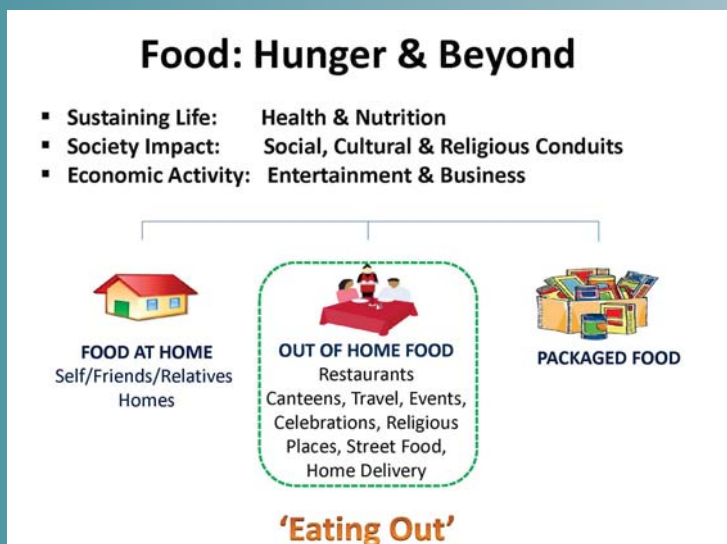 Food: Hunger & Beyond
▪ Sustaining Life: Health & Nutrition
▪ Society Impact: Social, Cultural & Religious Conduits
▪ Economic Activity: Entertainment & Business
FOOD AT HOME
Self/Friends/Relatives
Homes
OUT OF HOME FOOD
Restaurants
Canteens, Travel, Events,
Celebrations, Religious
Places, Street Food,
Home Delivery
PACKAGED FOOD
'Eating Out'